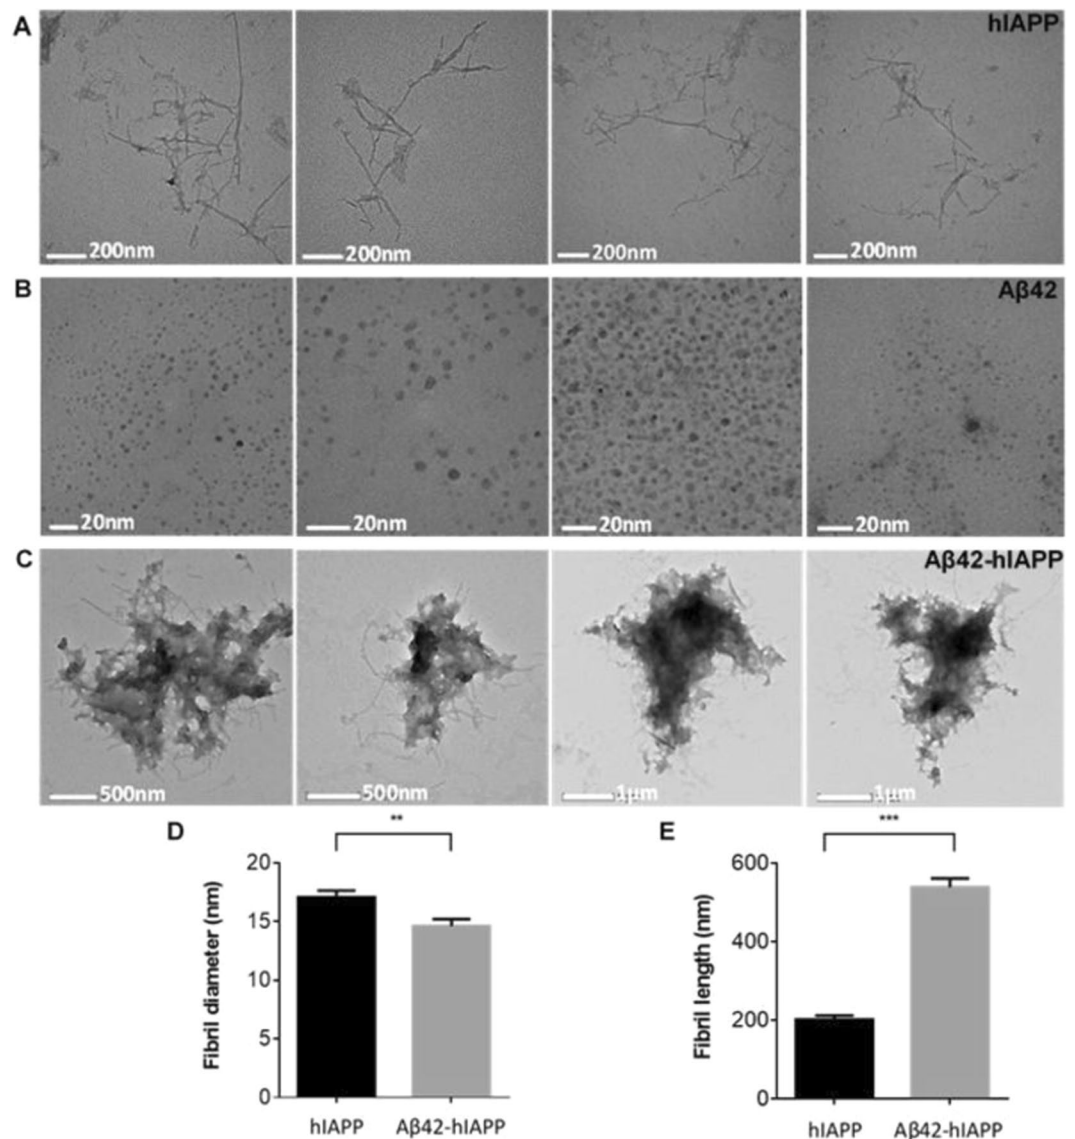 A hIAPP
200nm 200nm 200nm 200nm
B Aβ42
20nm 20nm 20nm 20nm
C Aβ42-hIAPP
500nm 500nm 1μm 1μm
D ** E ***
20 600
15 400
10 200
5 0
0
Fibril diameter (nm)
Fibril length (nm)
hIAPP Aβ42-hIAPP hIAPP Aβ42-hIAPP